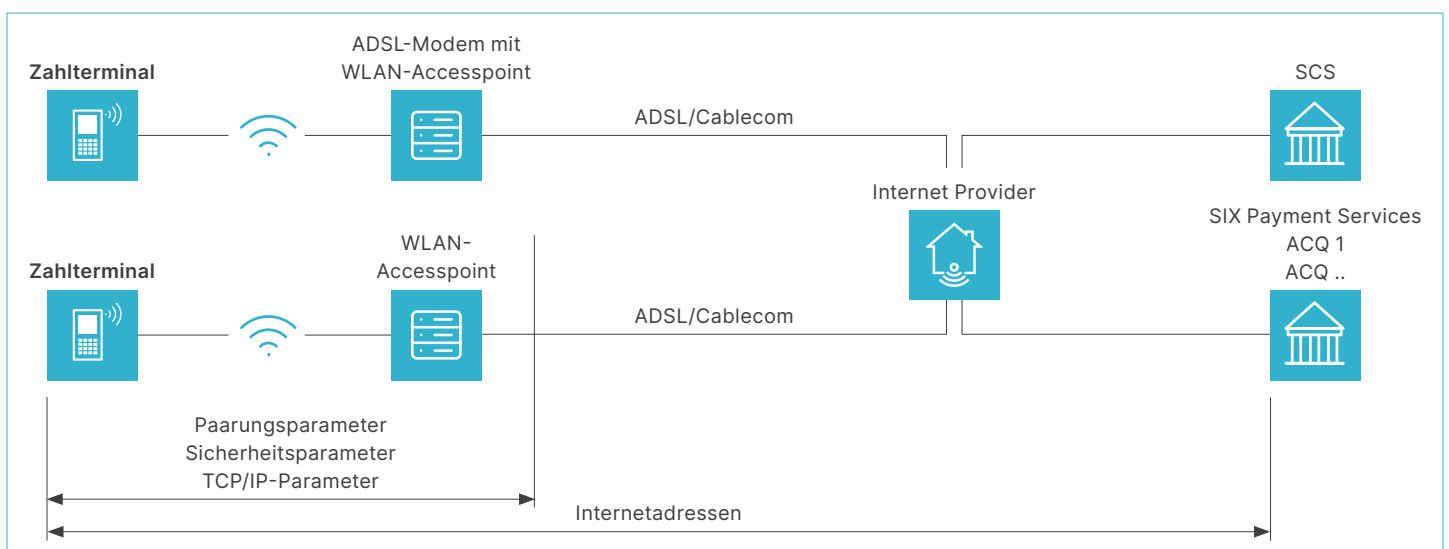 ADSL-Modem mit
WLAN-Accesspoint
Zahlterminal
SCS
ADSL/Cablecom
Internet Provider
SIX Payment Services
ACQ 1
ACQ ..
WLAN-
Accesspoint
Zahlterminal
ADSL/Cablecom
Paarungsparameter
Sicherheitsparameter
TCP/IP-Parameter
Internetadressen